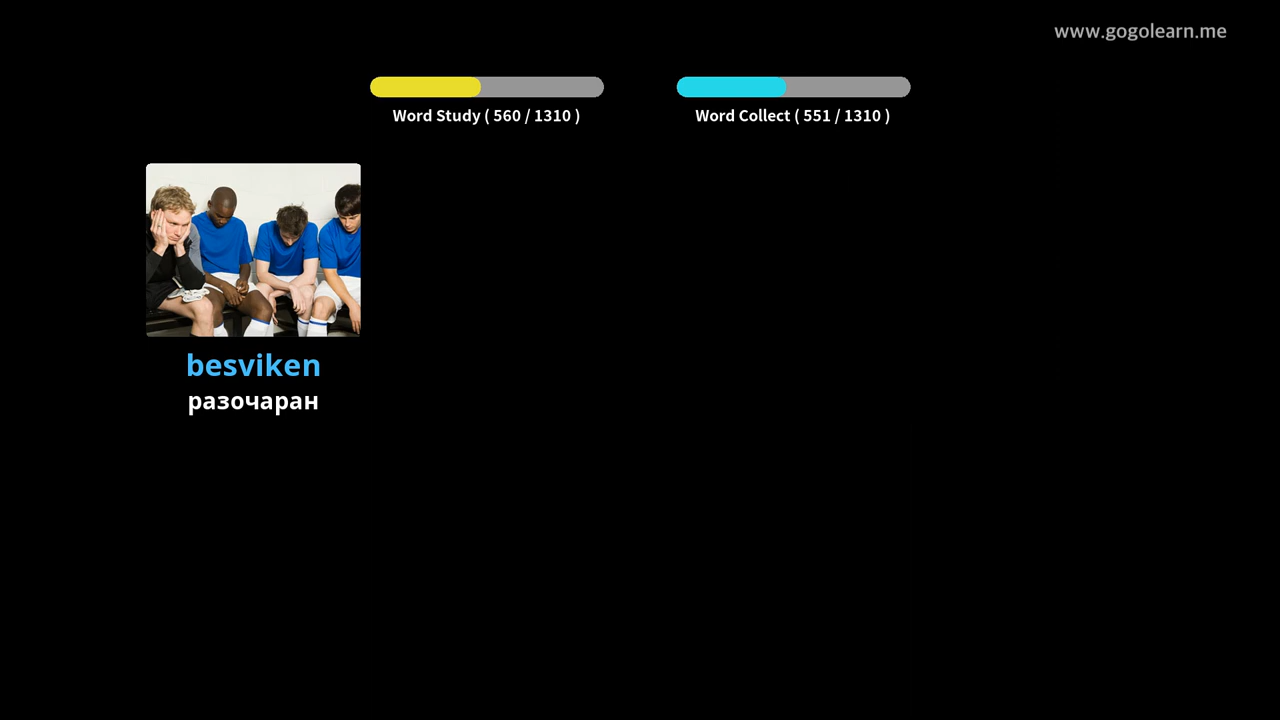 www.gogolearn.me
Word Study ( 560 / 1310 )
Word Collect ( 551 / 1310 )
besviken
разочаран